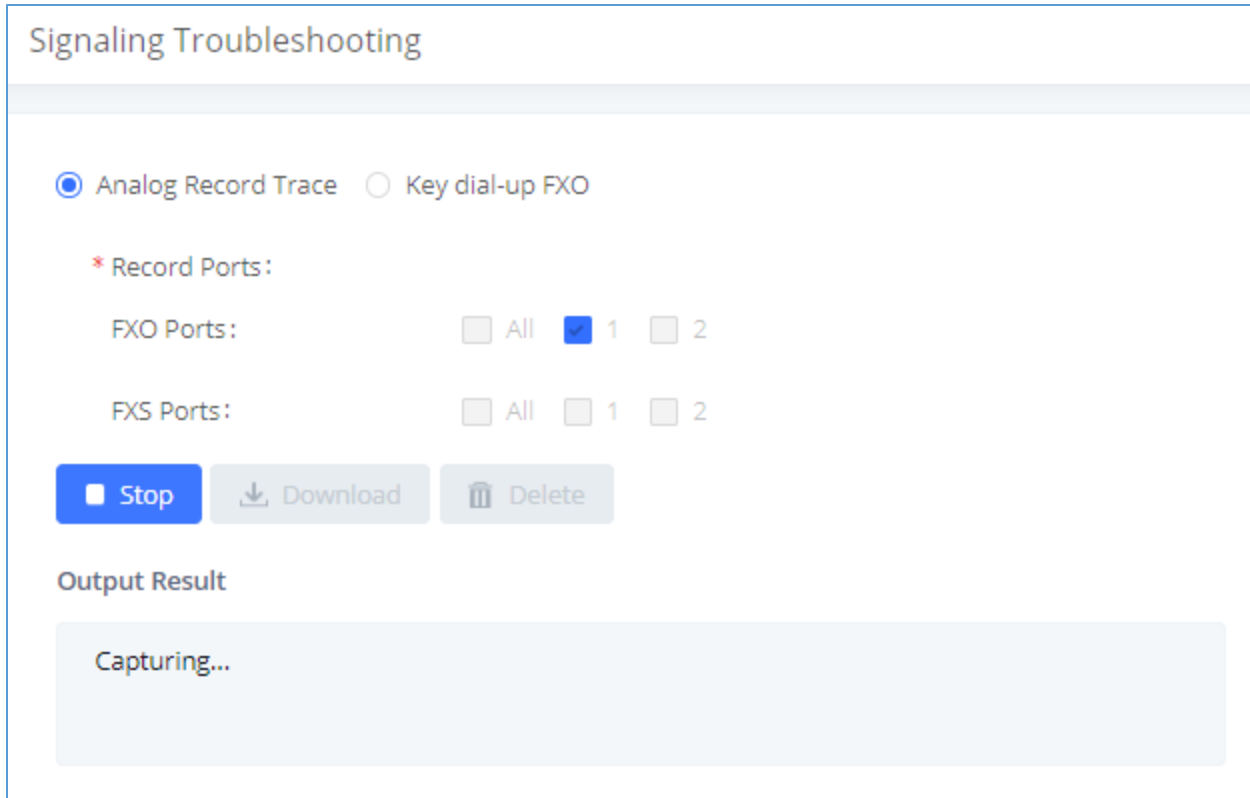 Signaling Troubleshooting
Analog Record Trace Key dial-up FXO
* Record Ports:
FXO Ports: All 1 2
FXS Ports: All 1 2
Stop Download Delete
Output Result
Capturing...